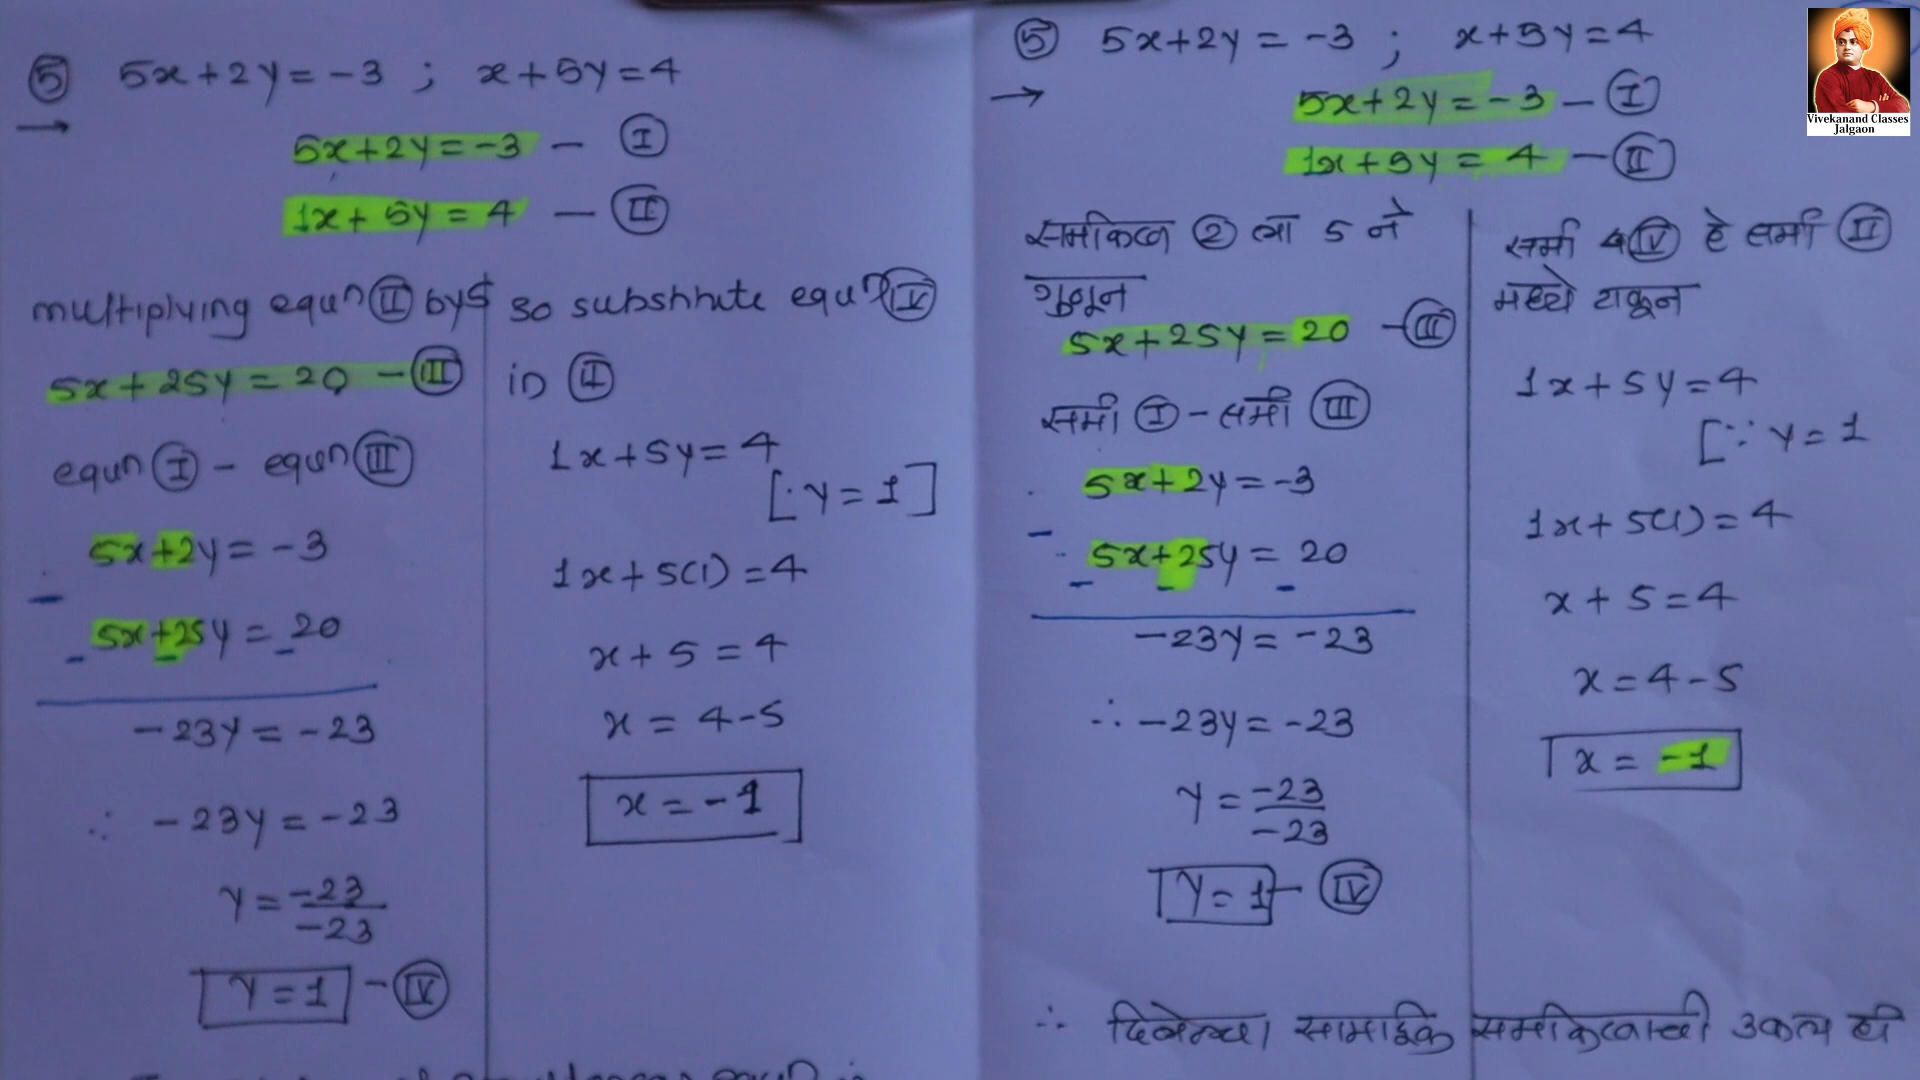 ⑤ 5x+2y=-3 ; x+5y=4
→
5x+2y=-3 — Ⓘ
1x+5y=4 — Ⅱ
multiplying equn Ⅱ by 5
5x+25y=20 — Ⅲ
equn Ⓘ - equn Ⅲ
5x+2y=-3
-
5x+25y=20
- - -
-23y=-23
∴ -23y=-23
y=-23/-23
y=1 - Ⅳ
so substitute equn Ⅳ
in Ⅱ
1x+5y=4
[∵y=1]
1x+5(1)=4
x+5=4
x=4-5
x=-1
⑤ 5x+2y=-3 ; x+5y=4
→
5x+2y=-3 — Ⓘ
1x+5y=4 — Ⅱ
समीकरण ② ला 5 ने
गुणून
5x+25y=20 — Ⅲ
समी Ⓘ - समी Ⅲ
5x+2y=-3
-
5x+25y=20
- - -
-23y=-23
∴ -23y=-23
y=-23/-23
y=1 - Ⅳ
समी Ⅳ हे समी Ⅱ
मध्ये टाकून
1x+5y=4
[∵ y=1
1x+5(1)=4
x+5=4
x=4-5
x=-1
∴ दिलेल्या सामाईक समीकरणाची उकल ही
Vivekanand Classes
Jalgaon